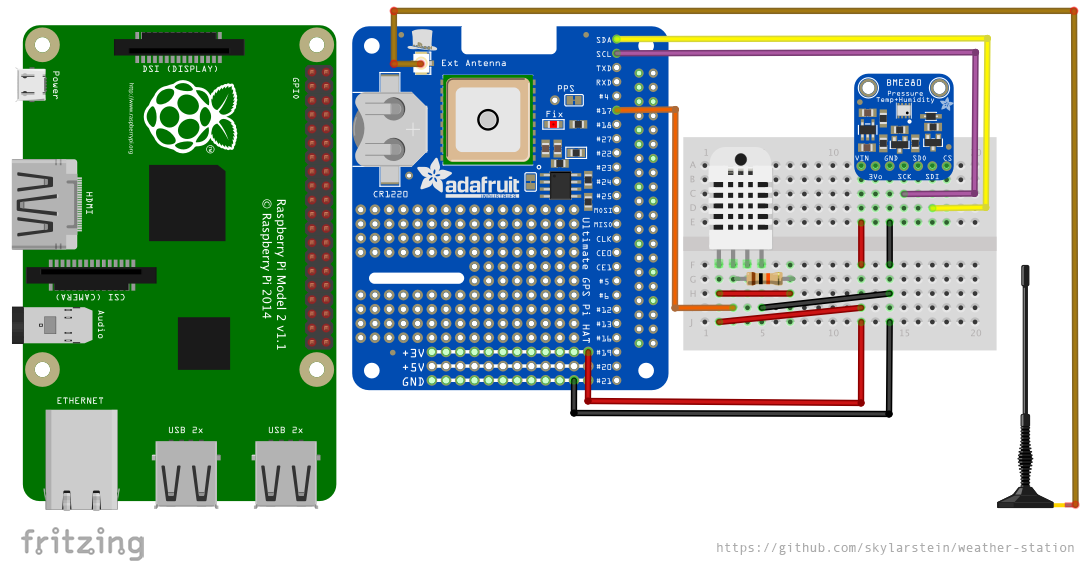 DSI (DISPLAY)
Power
http://www.raspberrypi.org
GPIO
HDMI
Raspberry Pi Model 2 v1.1
© Raspberry Pi 2014
CSI (CAMERA)
Audio
ETHERNET
USB 2x
USB 2x
Ext Antenna
PPS
Fix
CR1220
adafruit
Ultimate GPS Pi HAT
SDA
SCL
TXD
RXD
#4
#17
#18
#27
#22
#23
#24
#25
MOSI
MISO
CLK
CE0
CE1
#5
#6
#12
#13
#16
#19
#20
#21
+3V
+5V
GND
BME280
Pressure
Temp+Humidity
VIN
GND
SDO
CS
3Vo
SCK
SDI
1
10
20
A
B
C
D
E
F
G
H
I
J
1
5
15
20
fritzing
https://github.com/skylarstein/weather-station